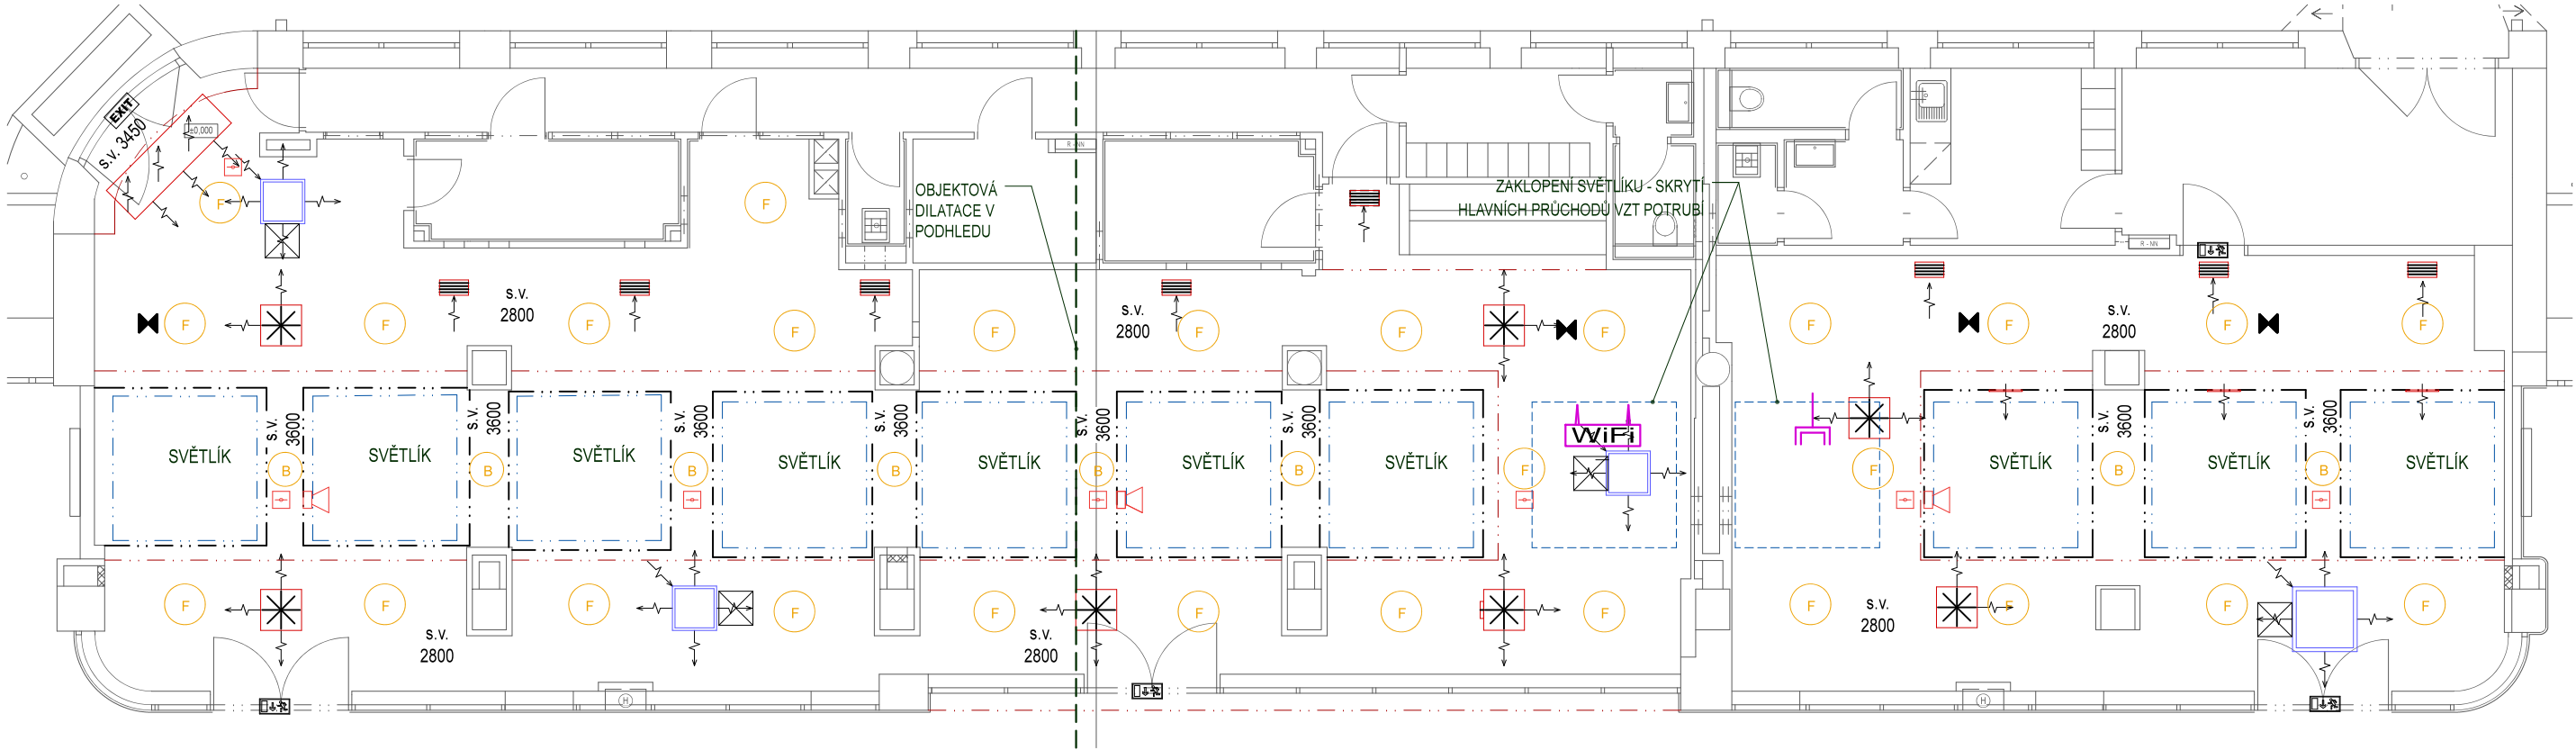 EXIT
s.v. 3450
±0,000
F
F
OBJEKTOVÁ
DILATACE V
PODHLEDU
R - NN
ZAKLOPENÍ SVĚTLÍKU - SKRYTÍ
HLAVNÍCH PRŮCHODŮ VZT POTRUBÍ
R - NN
F
F
s.v.
2800
F
F
F
s.v.
2800
F
F
F
F
F
s.v.
2800
F
F
SVĚTLÍK
s.v.
3600
B
SVĚTLÍK
s.v.
3600
B
SVĚTLÍK
s.v.
3600
B
SVĚTLÍK
s.v.
3600
B
SVĚTLÍK
s.v.
3600
B
SVĚTLÍK
s.v.
3600
B
SVĚTLÍK
F
WiFi
F
SVĚTLÍK
s.v.
3600
B
SVĚTLÍK
s.v.
3600
B
SVĚTLÍK
F
F
s.v.
2800
F
F
F
s.v.
2800
F
F
F
F
s.v.
2800
F
F
F
H
H